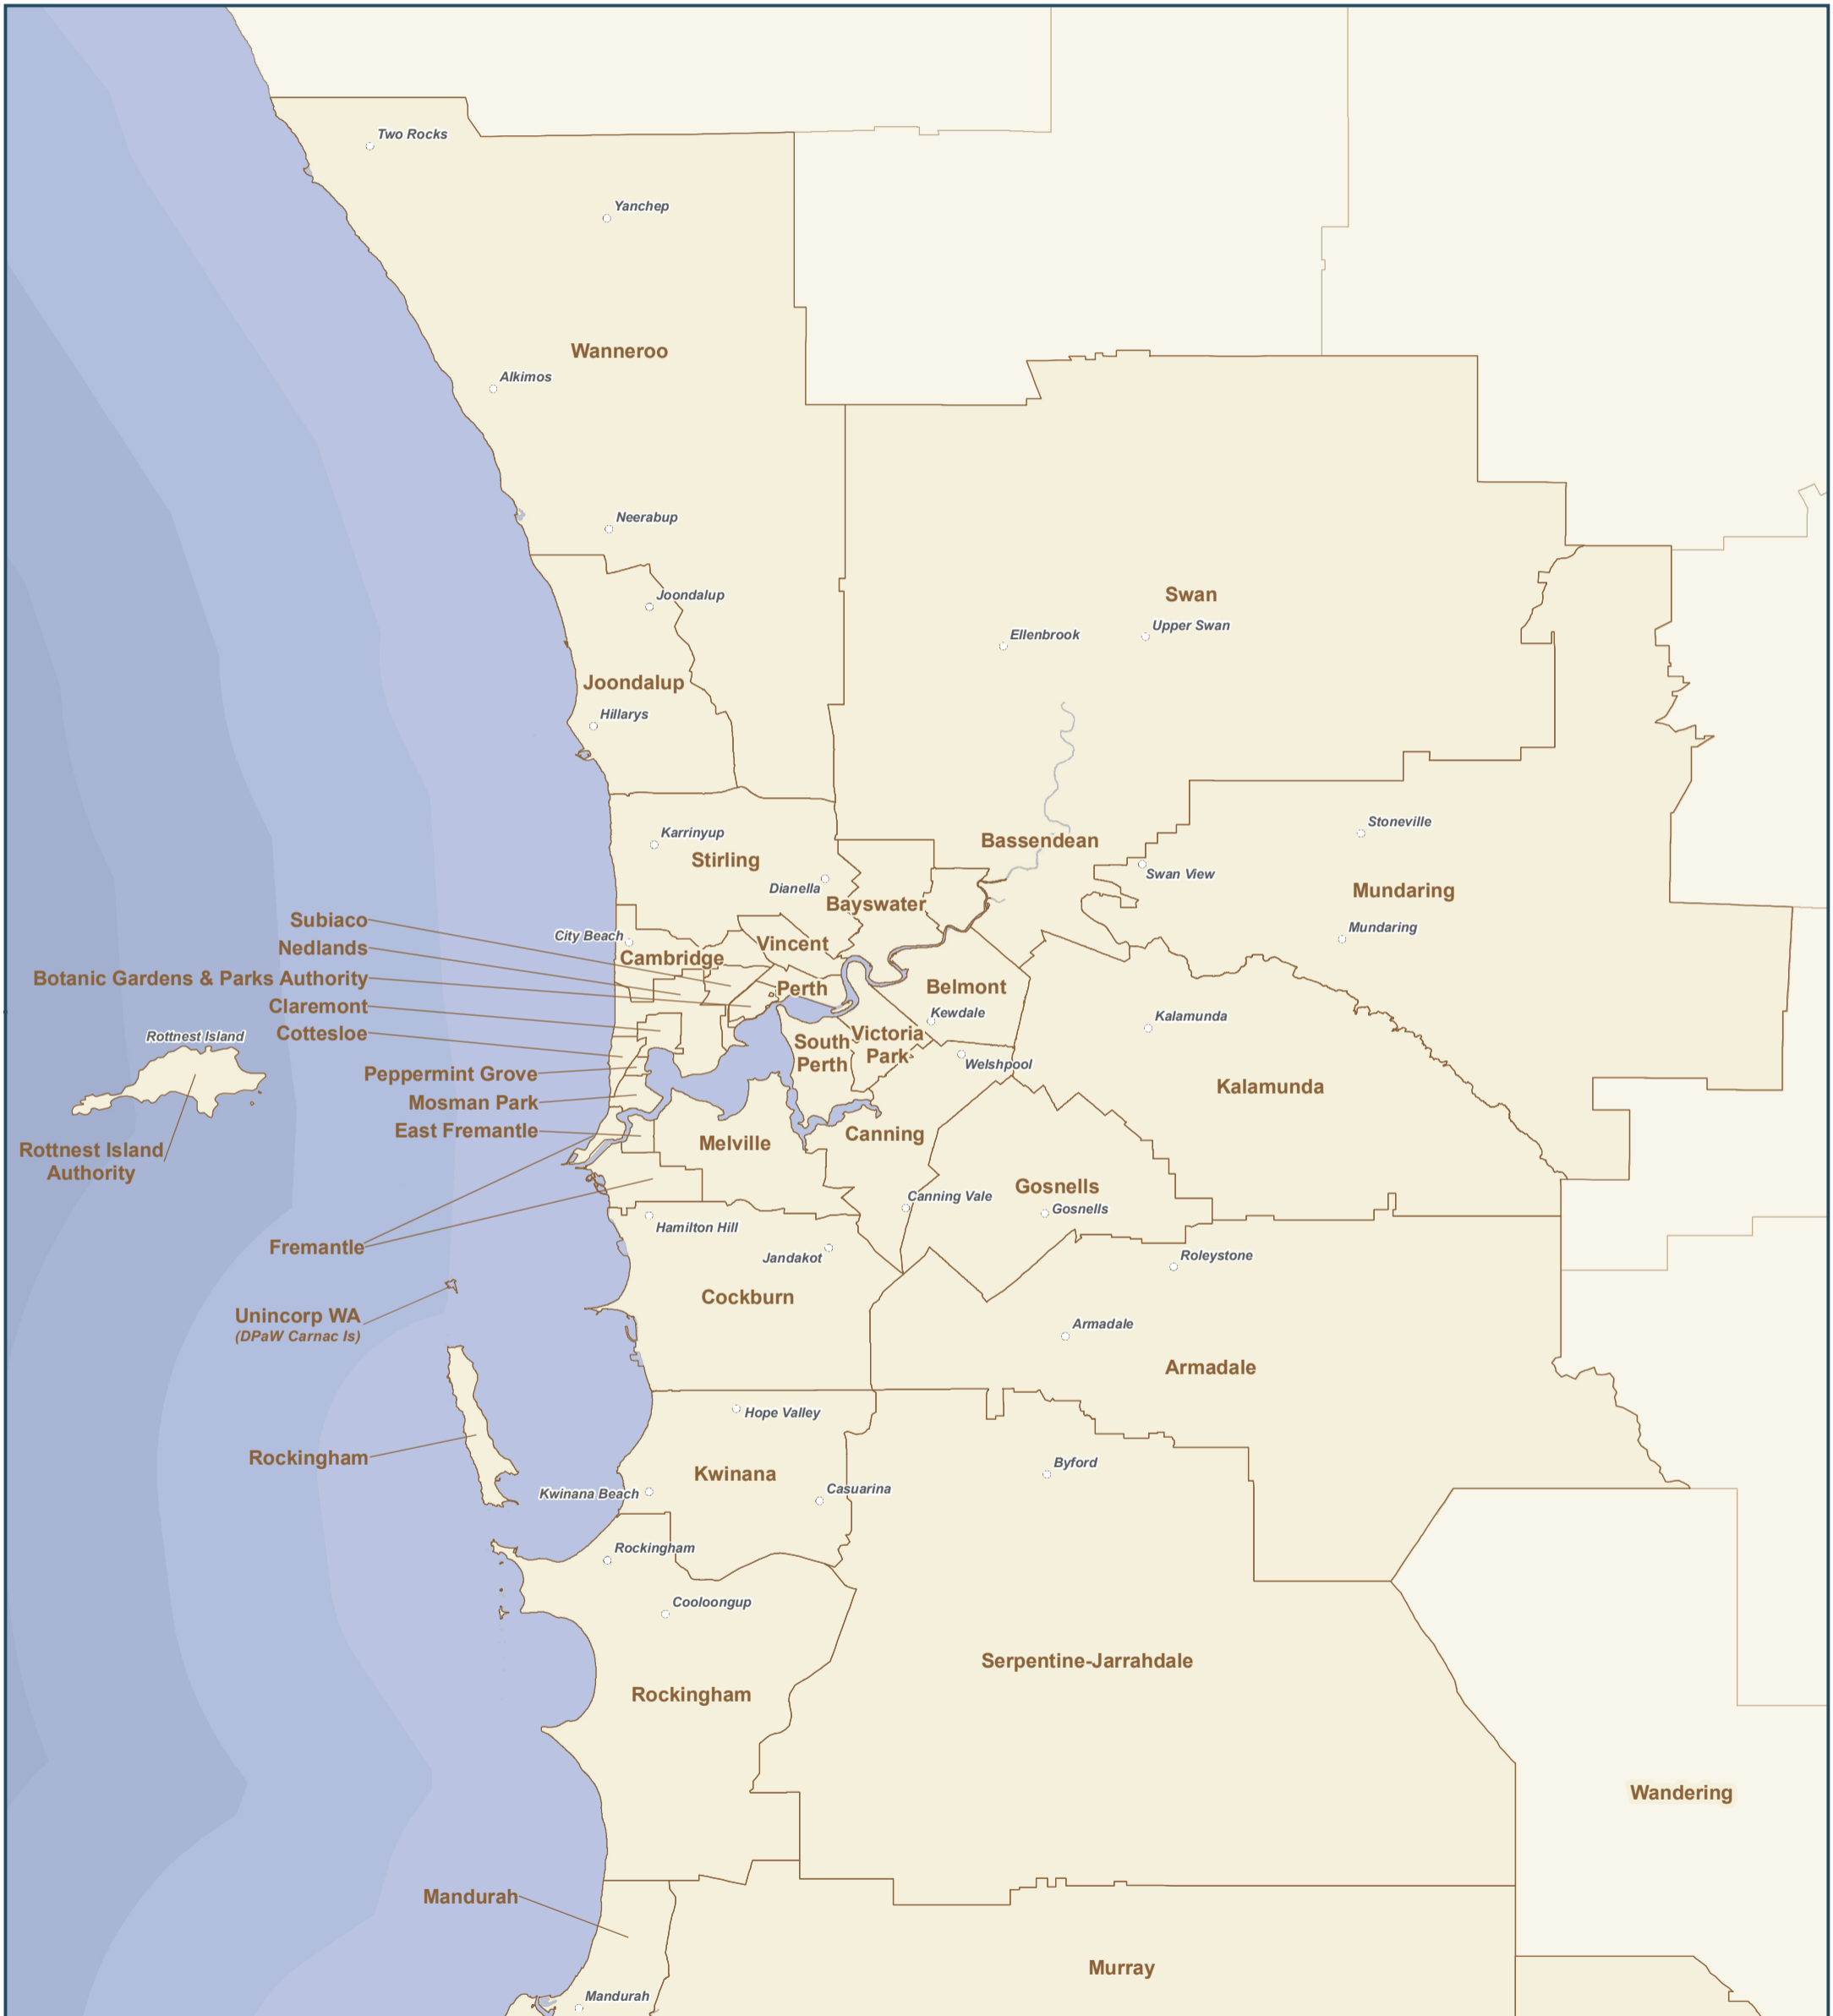 Two Rocks
Yanchep
Wanneroo
Alkimos
Neerabup
Joondalup
Swan
Upper Swan
Ellenbrook
Joondalup
Hillarys
Stoneville
Karrinyup
Bassendean
Stirling
Swan View
Dianella
Mundaring
Bayswater
Subiaco
Mundaring
City Beach
Vincent
Nedlands
Cambridge
Botanic Gardens & Parks Authority
Perth
Belmont
Claremont
Kewdale
Kalamunda
Cottesloe
Rottnest Island
South
Perth
Victoria
Park
Welshpool
Peppermint Grove
Kalamunda
Mosman Park
East Fremantle
Melville
Canning
Rottnest Island
Authority
Gosnells
Canning Vale
Gosnells
Hamilton Hill
Fremantle
Jandakot
Roleystone
Cockburn
Unincorp WA
(DPaW Carnac Is)
Armadale
Armadale
Hope Valley
Rockingham
Byford
Kwinana
Casuarina
Kwinana Beach
Rockingham
Cooloongup
Serpentine-Jarrahdale
Rockingham
Wandering
Mandurah
Murray
Mandurah